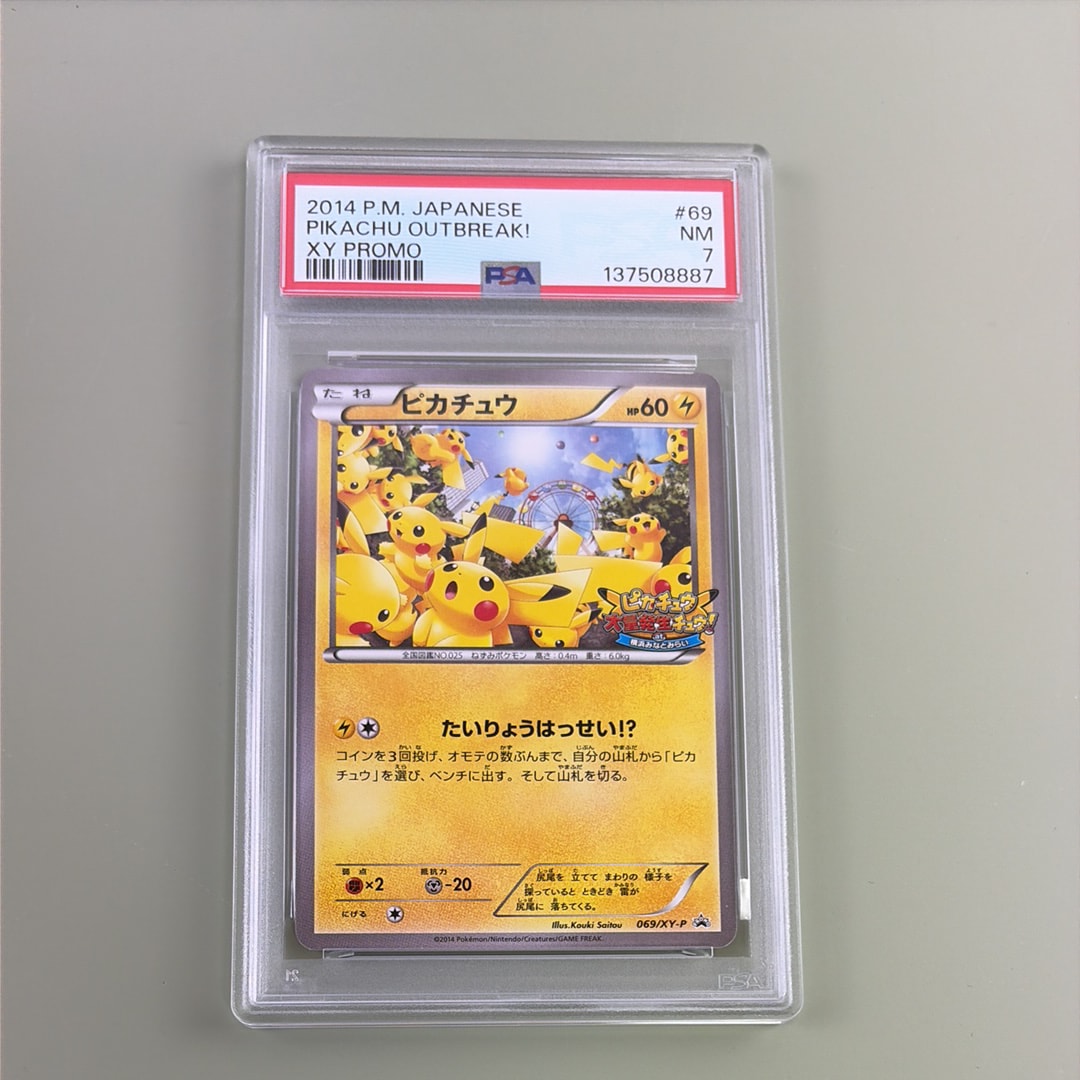 2014 P.M. JAPANESE #69
PIKACHU OUTBREAK! NM
XY PROMO 7
PSA 137508887
たね ピカチュウ HP60
ピカチュウ
大量発生チュウ!
at
横浜みなとみらい
全国図鑑NO.025 ねずみポケモン 高さ:0.4m 重さ:6.0kg
たいりょうはっせい!?
コインを3回投げ、オモテの数ぶんまで、自分の山札から「ピカ
チュウ」を選び、ベンチに出す。そして山札を切る。
弱点 抵抗力
×2 -20
にげる
尻尾を 立てて まわりの 様子を
探っていると ときどき 雷が
尻尾に 落ちてくる。
Illus.Kouki Saitou 069/XY-P
©2014 Pokémon/Nintendo/Creatures/GAME FREAK.
PSA